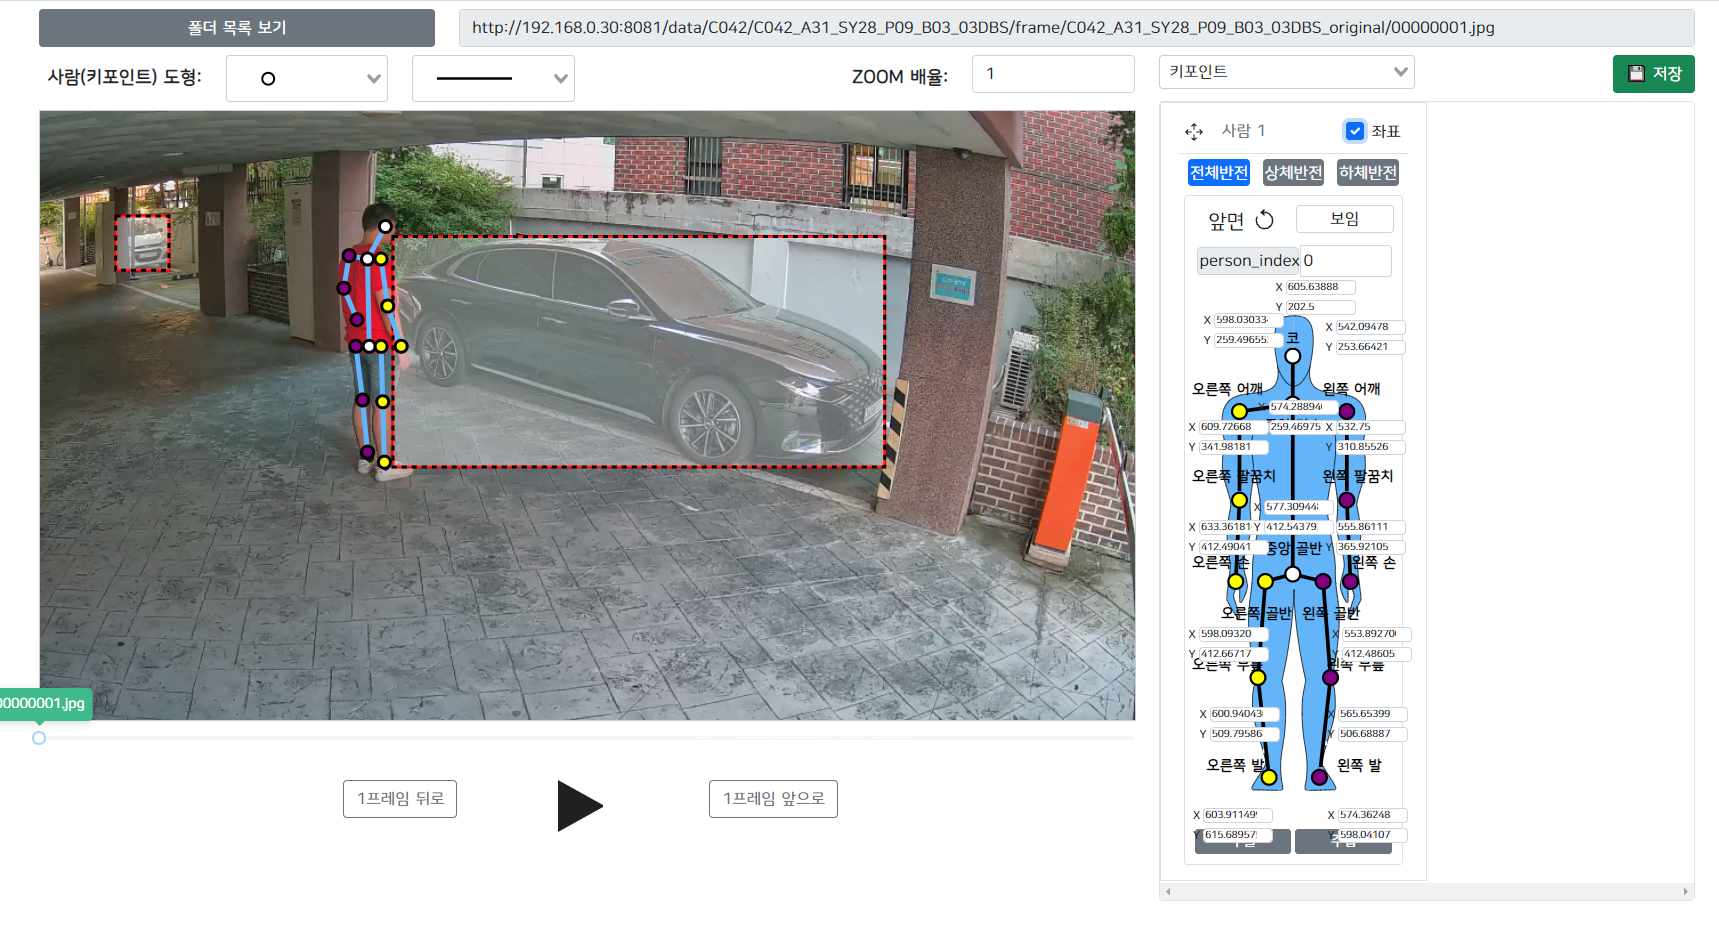 폴더 목록 보기
http://192.168.0.30:8081/data/C042/C042_A31_SY28_P09_B03_03DBS/frame/C042_A31_SY28_P09_B03_03DBS_original/00000001.jpg
사람(키포인트) 도형:
ZOOM 배율:
1
키포인트
💾 저장
사람 1
좌표
전체반전
상체반전
하체반전
앞면
보임
person_index
0
X 605.63888
Y 202.5
X 598.03033
Y 259.49655
X 542.09478
Y 253.66421
코
오른쪽 어깨
왼쪽 어깨
574.28894
259.46975
X 609.72668
Y 341.98181
X 532.75
Y 310.85526
오른쪽 팔꿈치
왼쪽 팔꿈치
X 577.30944
Y 412.54379
X 633.36181
Y 412.49041
555.86111
Y 365.92105
중앙 골반
오른쪽 손
왼쪽 손
오른쪽 골반
왼쪽 골반
X 598.09320
Y 412.66717
X 553.89270
Y 412.48605
오른쪽 무릎
왼쪽 무릎
X 600.94043
Y 509.79586
X 565.65399
Y 506.68887
오른쪽 발
왼쪽 발
X 603.91149
Y 615.68957
X 574.36248
Y 598.04107
00000001.jpg
1프레임 뒤로
1프레임 앞으로